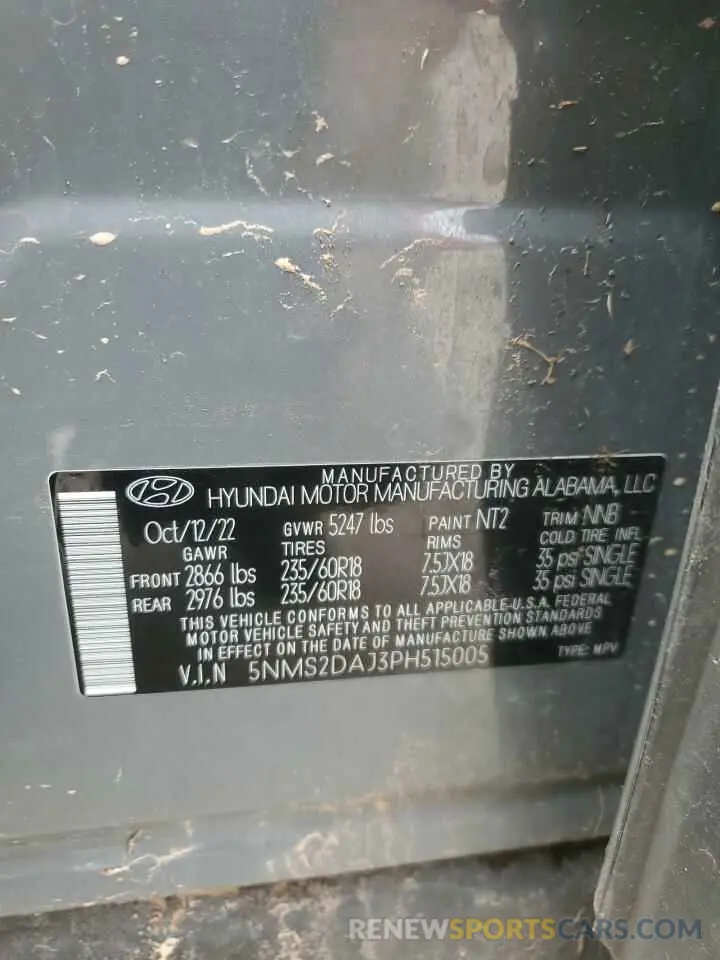 MANUFACTURED BY
HYUNDAI MOTOR MANUFACTURING ALABAMA, LLC
Oct/12/22 GVWR 5247 lbs PAINT NT2 TRIM NNB
GAWR TIRES RIMS COLD TIRE INFL
FRONT 2866 lbs 235/60R18 7.5JX18 35 psi SINGLE
REAR 2976 lbs 235/60R18 7.5JX18 35 psi SINGLE
THIS VEHICLE CONFORMS TO ALL APPLICABLE-U.S.A. FEDERAL
MOTOR VEHICLE SAFETY AND THEFT PREVENTION STANDARDS
IN EFFECT ON THE DATE OF MANUFACTURE SHOWN ABOVE
V.I.N 5NMS2DAJ3PH515005 TYPE: MPV
RENEWSPORTSCARS.COM